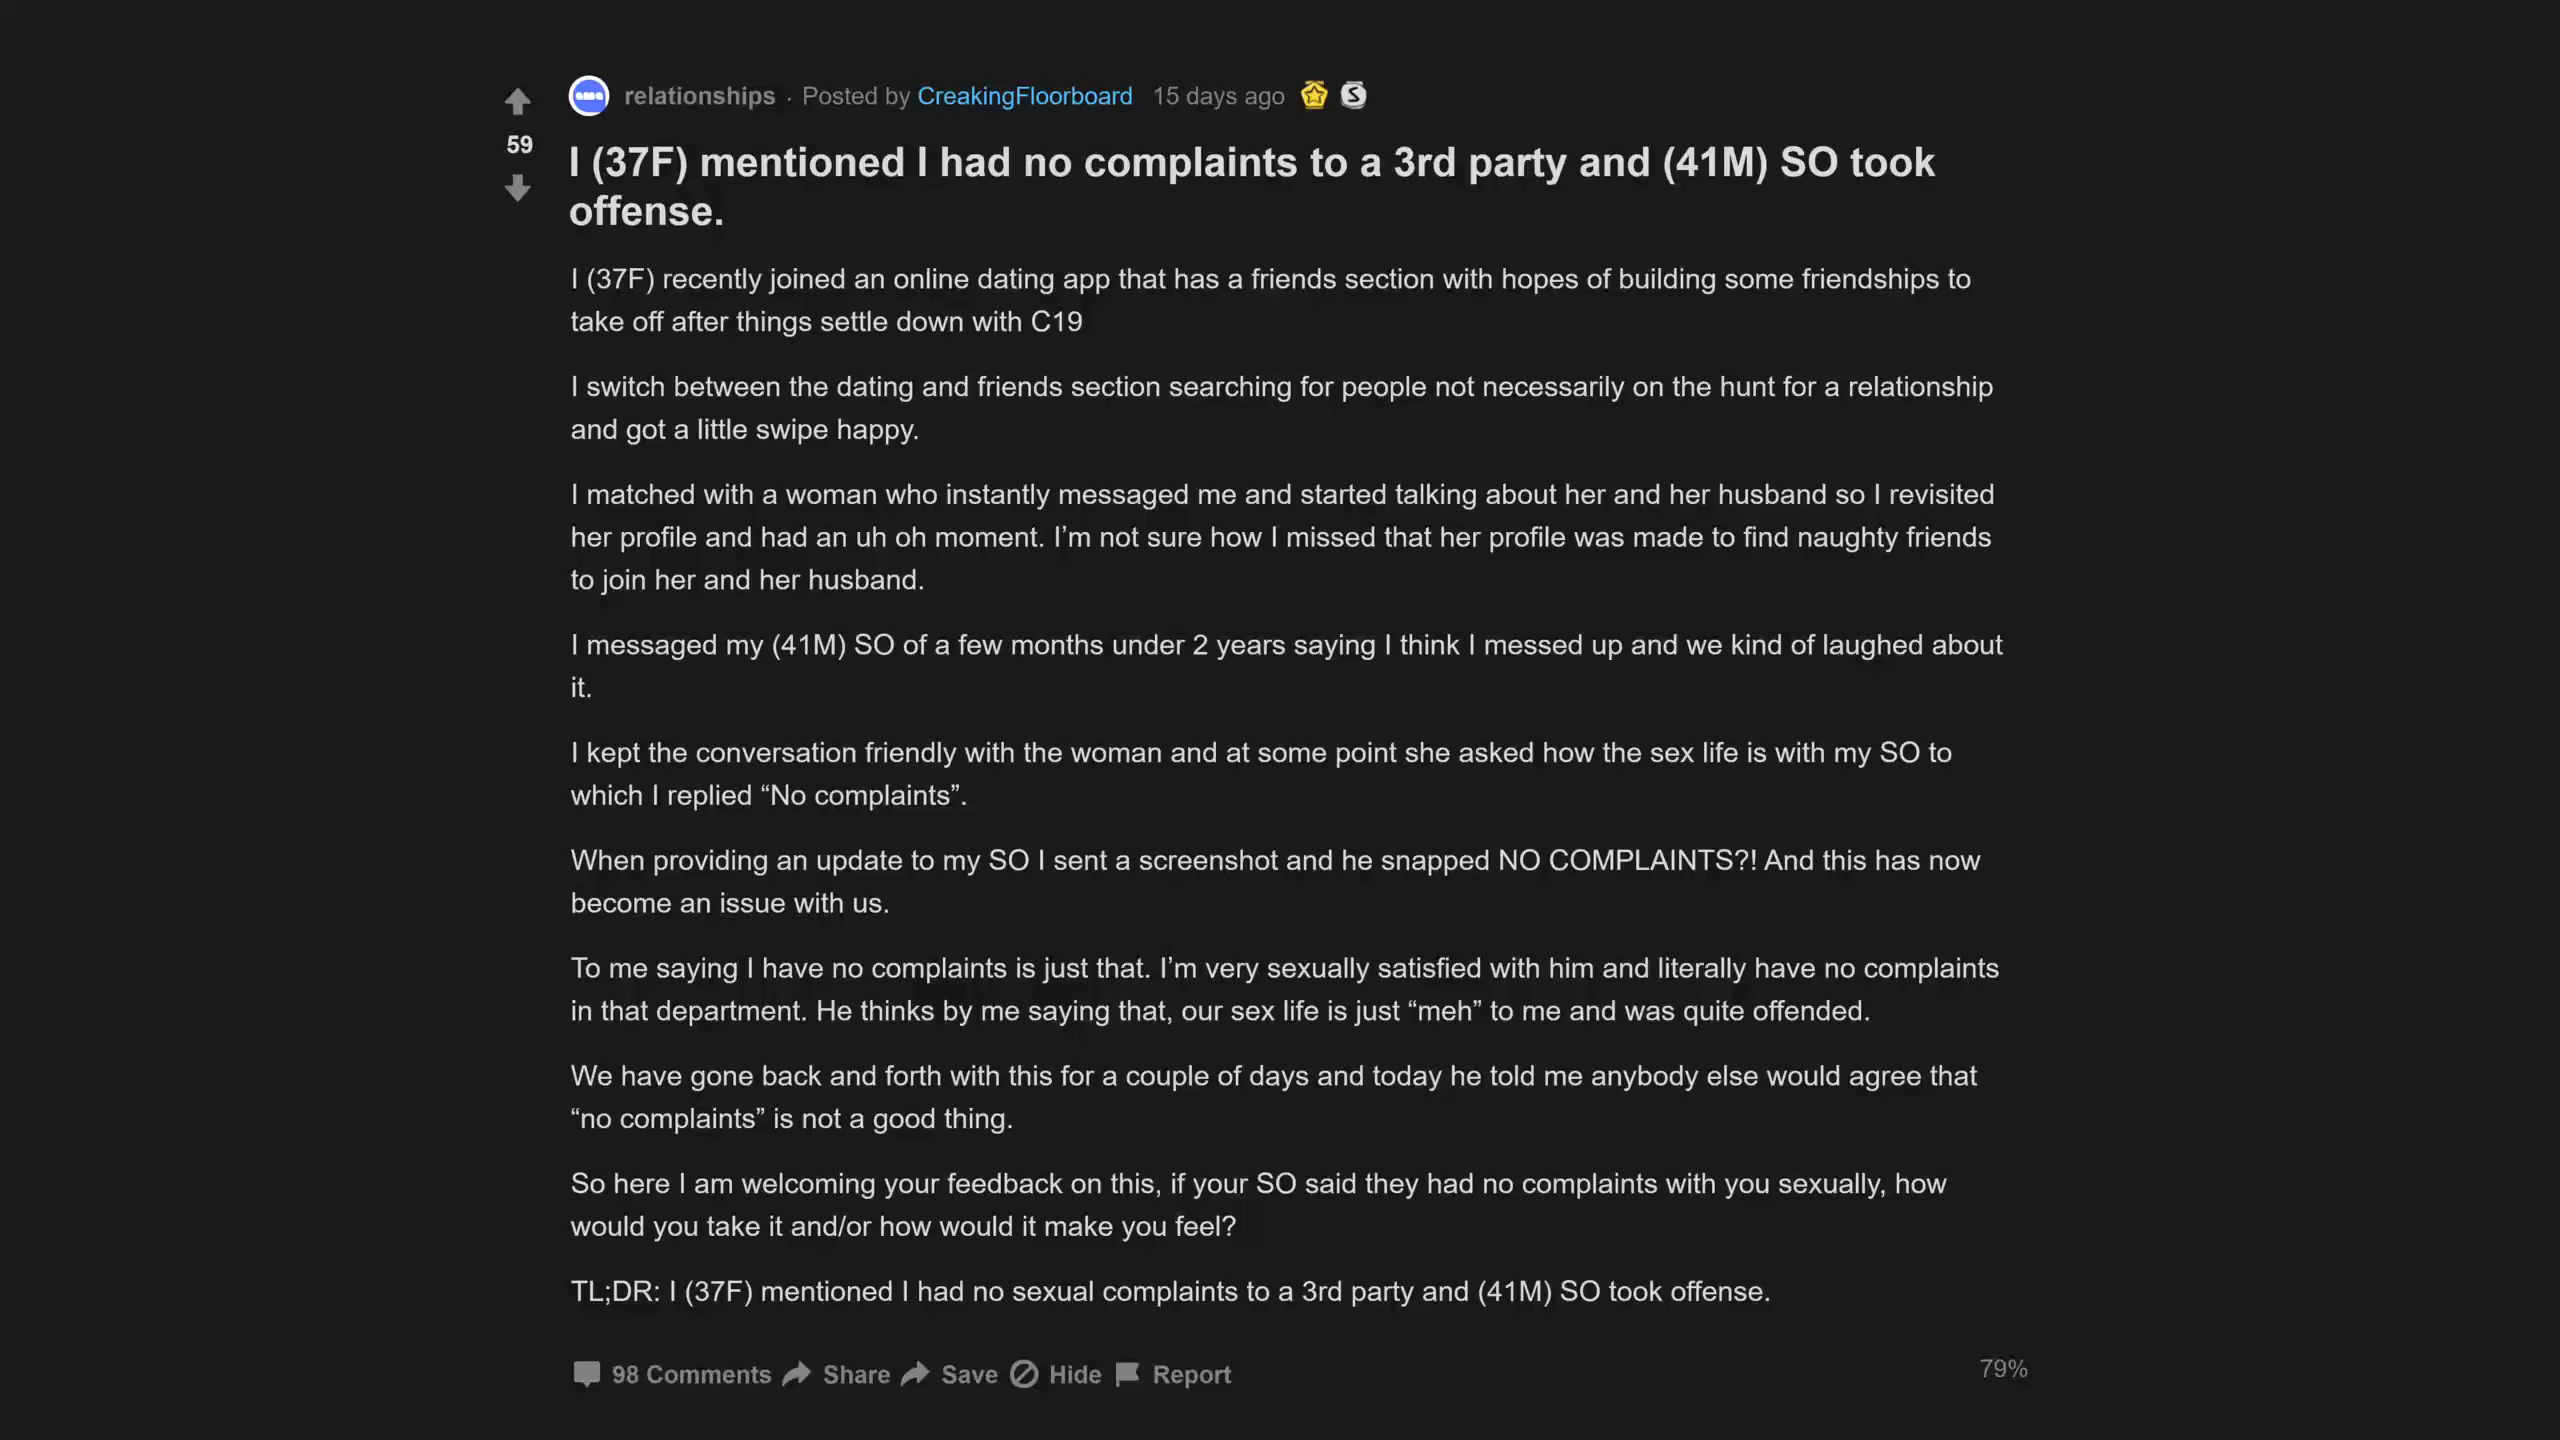 relationships · Posted by CreakingFloorboard 15 days ago
59
I (37F) mentioned I had no complaints to a 3rd party and (41M) SO took
offense.
I (37F) recently joined an online dating app that has a friends section with hopes of building some friendships to
take off after things settle down with C19
I switch between the dating and friends section searching for people not necessarily on the hunt for a relationship
and got a little swipe happy.
I matched with a woman who instantly messaged me and started talking about her and her husband so I revisited
her profile and had an uh oh moment. I’m not sure how I missed that her profile was made to find naughty friends
to join her and her husband.
I messaged my (41M) SO of a few months under 2 years saying I think I messed up and we kind of laughed about
it.
I kept the conversation friendly with the woman and at some point she asked how the sex life is with my SO to
which I replied “No complaints”.
When providing an update to my SO I sent a screenshot and he snapped NO COMPLAINTS?! And this has now
become an issue with us.
To me saying I have no complaints is just that. I’m very sexually satisfied with him and literally have no complaints
in that department. He thinks by me saying that, our sex life is just “meh” to me and was quite offended.
We have gone back and forth with this for a couple of days and today he told me anybody else would agree that
“no complaints” is not a good thing.
So here I am welcoming your feedback on this, if your SO said they had no complaints with you sexually, how
would you take it and/or how would it make you feel?
TL;DR: I (37F) mentioned I had no sexual complaints to a 3rd party and (41M) SO took offense.
98 Comments Share Save Hide Report 79%